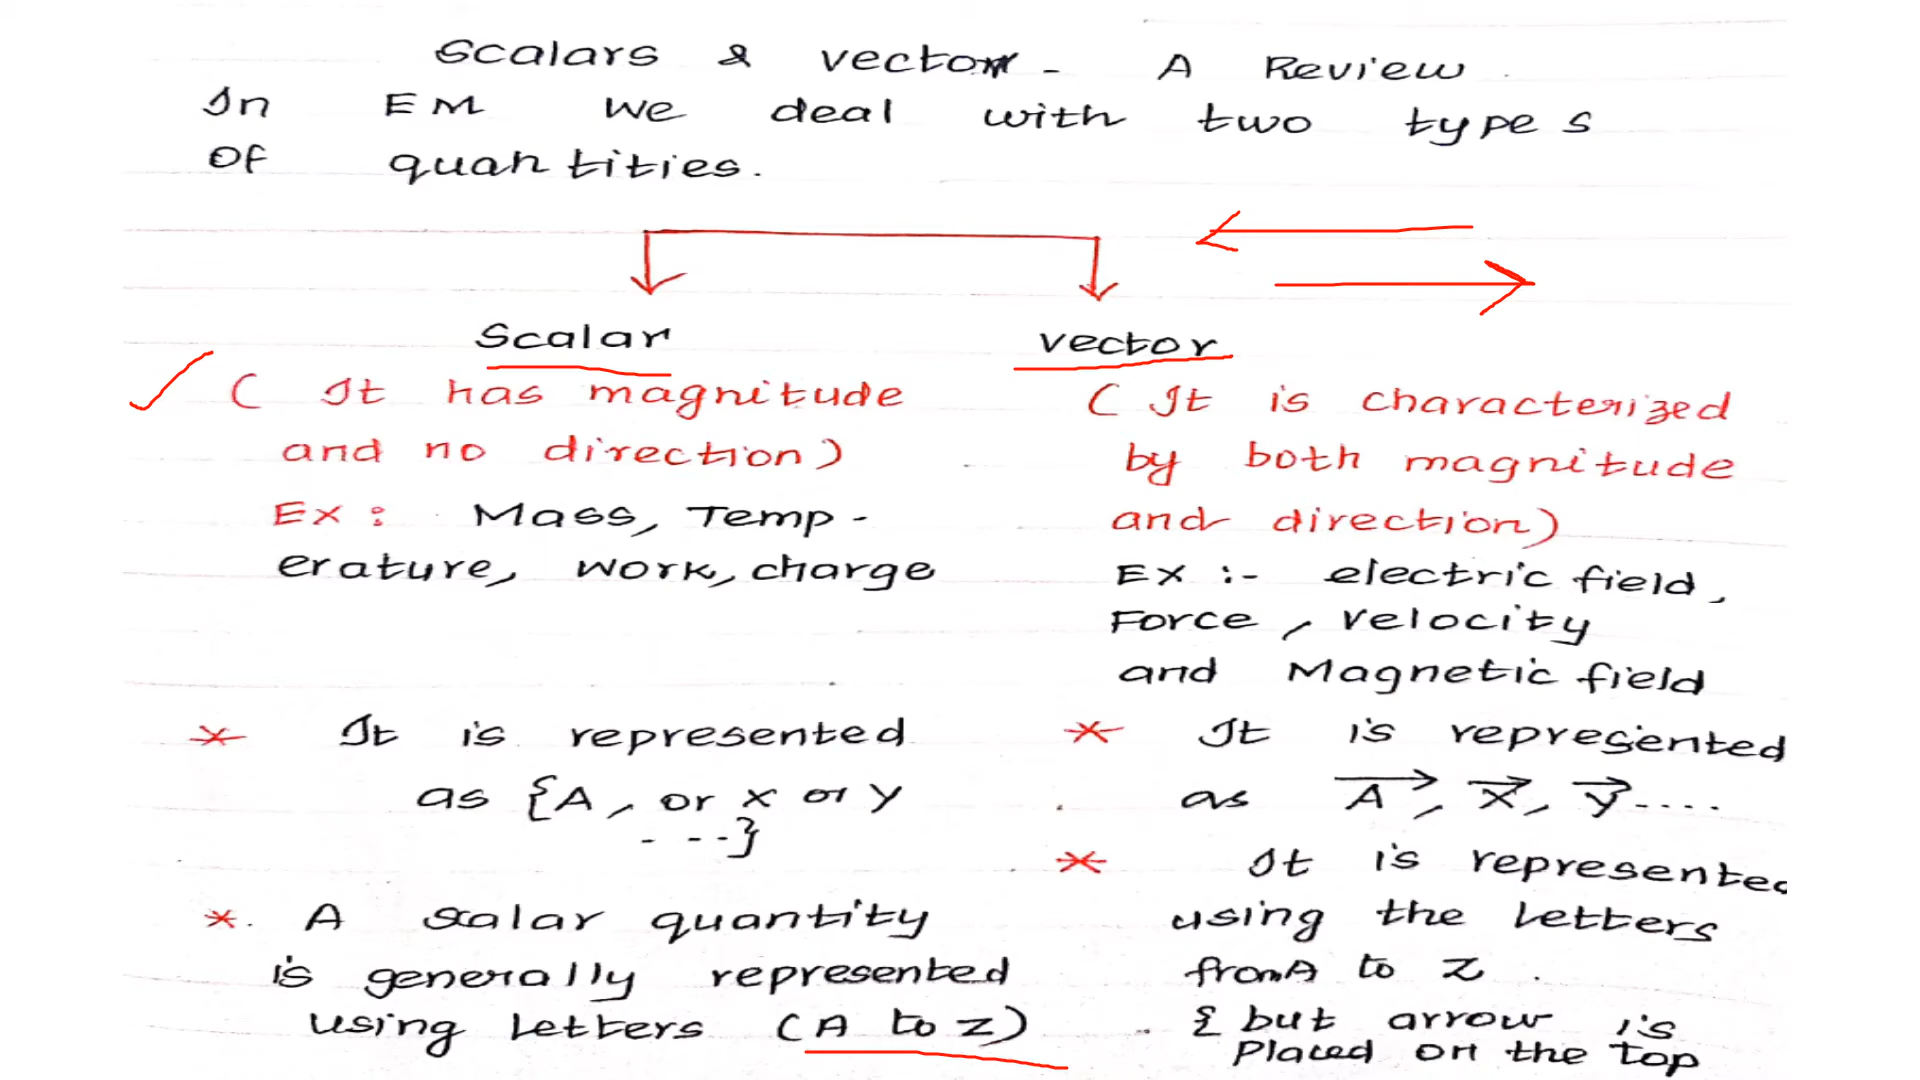 Scalars & vector - A Review
In EM we deal with two types
of quantities.
Scalar
( It has magnitude
and no direction)
Ex : Mass, Temp -
erature, work, charge
* It is represented
as {A, or x or y
- - --}
*. A scalar quantity
is generally represented
using letters (A to z)
vector
( It is characterized
by both magnitude
and direction)
Ex :- electric field,
Force, velocity
and Magnetic field
* It is represented
as A, x, y....
* It is represented
using the letters
from A to z.
{ but arrow is
placed on the top